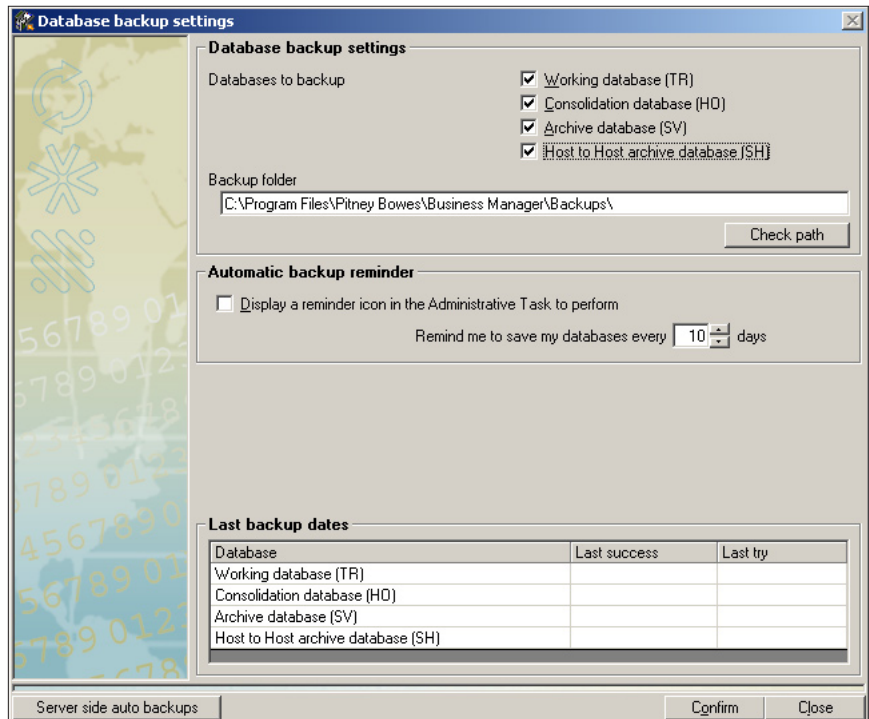 Database backup settings
Database backup settings
Databases to backup
Working database (TR)
Consolidation database (HO)
Archive database (SV)
Host to Host archive database (SH)
Backup folder
C:\Program Files\Pitney Bowes\Business Manager\Backups\
Check path
Automatic backup reminder
Display a reminder icon in the Administrative Task to perform
Remind me to save my databases every 10 days
Last backup dates
Database Last success Last try
Working database (TR)
Consolidation database (HO)
Archive database (SV)
Host to Host archive database (SH)
Server side auto backups Confirm Close